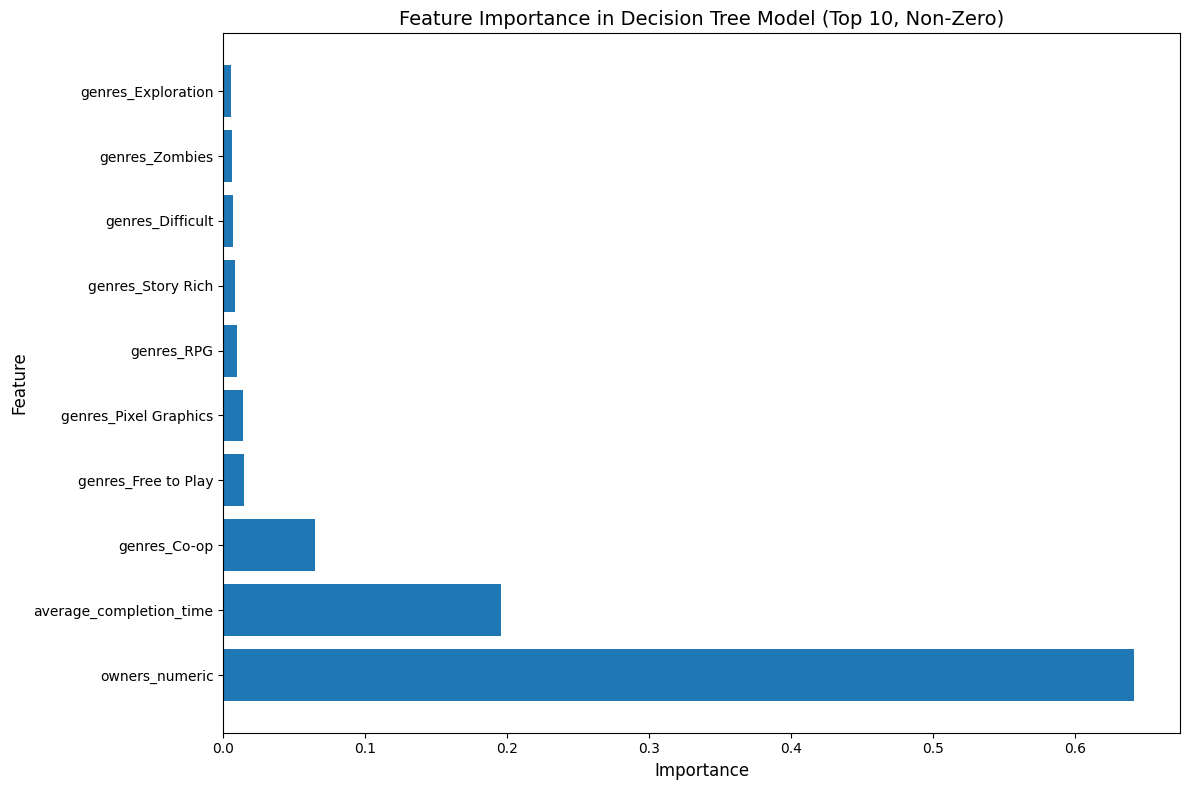 Feature Importance in Decision Tree Model (Top 10, Non-Zero)
genres_Exploration
genres_Zombies
genres_Difficult
genres_Story Rich
genres_RPG
genres_Pixel Graphics
genres_Free to Play
genres_Co-op
average_completion_time
owners_numeric
Feature
0.0 0.1 0.2 0.3 0.4 0.5 0.6
Importance